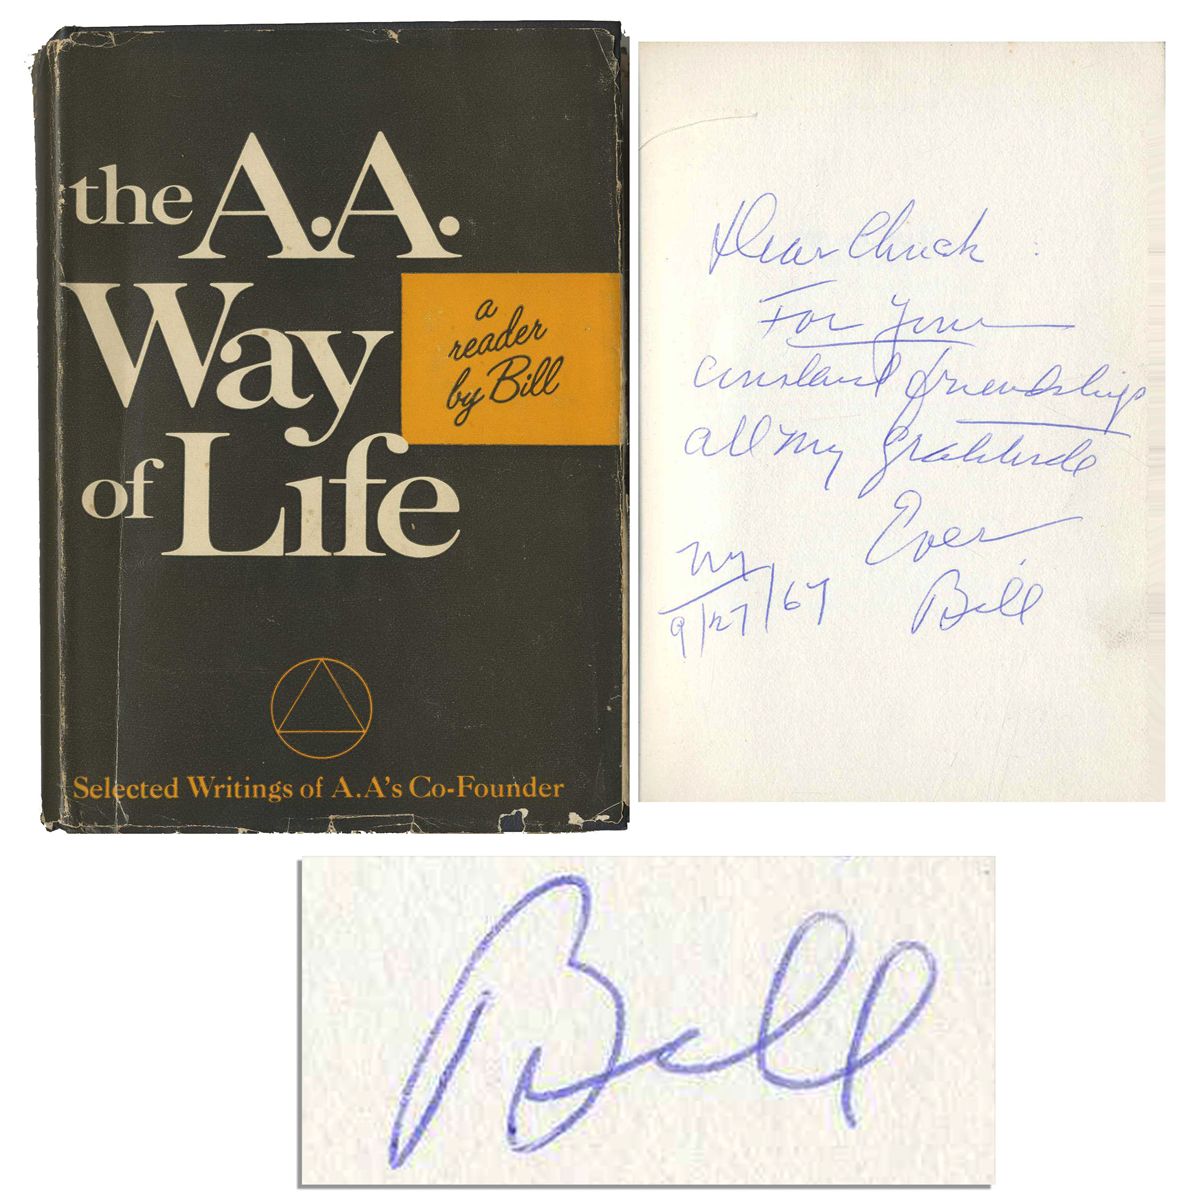 the A.A.
Way
of Life
a
reader
by Bill
Selected Writings of A.A's Co-Founder
Dear Chuck
For Your
constant friendship
all my gratitude
Ever
Bill
NY
9/27/67
Bill